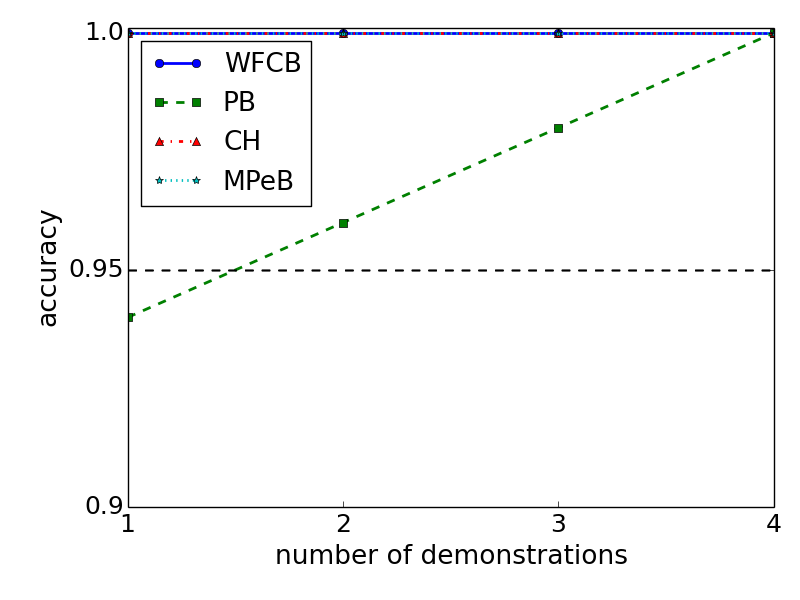 1.0
WFCB
PB
CH
MPeB
0.95
0.9
accuracy
1 2 3 4
number of demonstrations